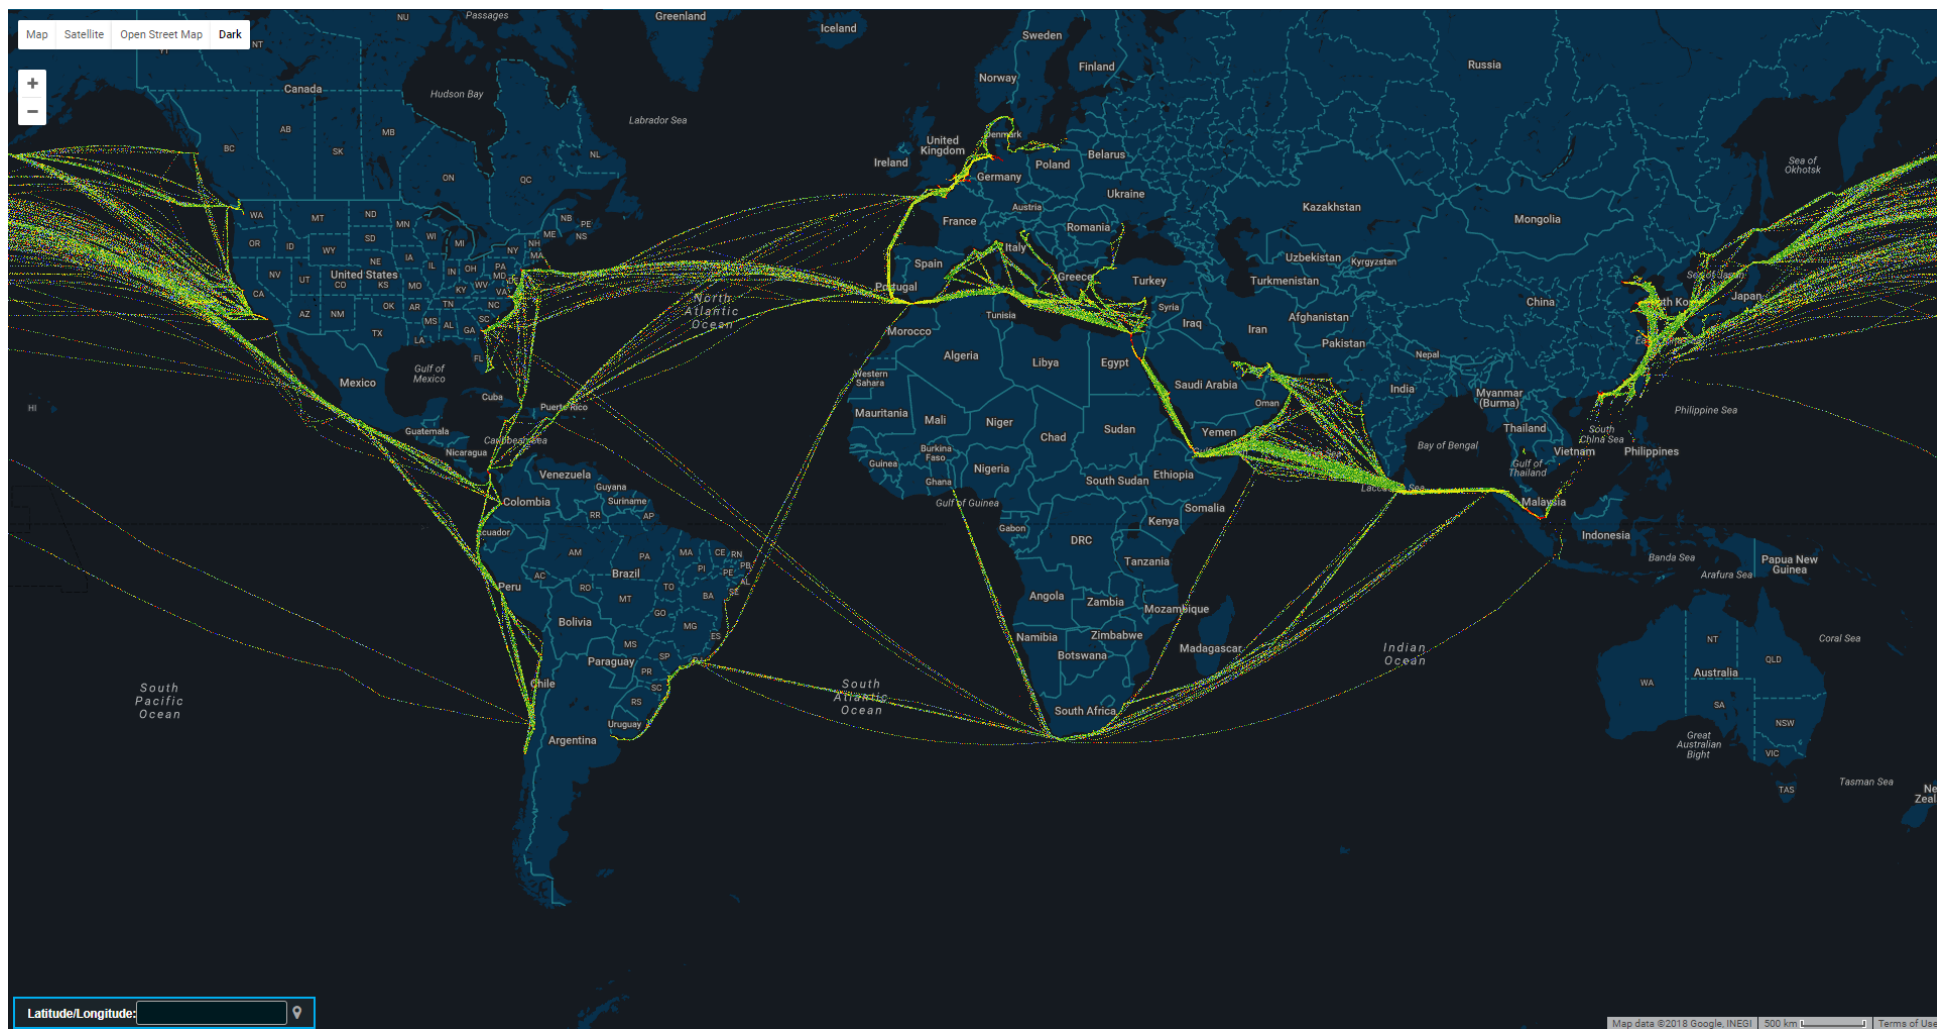 Map Satellite Open Street Map Dark
+
−
NU
Passages
Greenland
Iceland
Sweden
Norway
Finland
Russia
NT
Canada
Hudson Bay
Labrador Sea
AB
MB
BC
SK
ON
QC
NL
United
Kingdom
Ireland
Denmark
Poland
Belarus
Germany
Ukraine
Austria
France
Romania
Italy
Spain
Portugal
Greece
Turkey
Kazakhstan
Mongolia
Sea of
Okhotsk
Uzbekistan
Kyrgyzstan
Turkmenistan
China
Japan
WA
MT
ND
MN
OR
ID
WY
SD
WI
MI
NB
PE
NS
ME
NH
MA
NY
NV
UT
United States
CO
NE
KS
IA
IL
MO
IN
OH
KY
WV
PA
MD
VA
CA
AZ
NM
OK
AR
TN
NC
TX
MS
AL
GA
SC
LA
FL
North
Atlantic
Ocean
Syria
Iraq
Iran
Afghanistan
Pakistan
Nepal
India
Tunisia
Morocco
Algeria
Libya
Egypt
Saudi Arabia
Oman
Yemen
Western
Sahara
Mauritania
Mali
Niger
Chad
Sudan
Burkina
Faso
Guinea
Ghana
Nigeria
South Sudan
Ethiopia
Somalia
Gulf of Guinea
Gabon
DRC
Kenya
Tanzania
Angola
Zambia
Mozambique
Namibia
Zimbabwe
Botswana
Madagascar
South Africa
Myanmar
(Burma)
Thailand
Bay of Bengal
Gulf of
Thailand
Vietnam
South
China Sea
Philippines
Philippine Sea
Malaysia
Indonesia
Banda Sea
Arafura Sea
Papua New
Guinea
Coral Sea
Indian
Ocean
NT
QLD
Australia
WA
SA
NSW
VIC
TAS
Great
Australian
Bight
Tasman Sea
Ne
Zeal
HI
Mexico
Gulf of
Mexico
Cuba
Puerto Rico
Guatemala
Caribbean Sea
Nicaragua
Venezuela
Guyana
Suriname
Colombia
RR
AP
AM
PA
MA
CE
RN
PB
PI
PE
AL
SE
AC
RO
Brazil
TO
BA
MT
GO
Peru
Bolivia
MG
ES
MS
SP
Paraguay
PR
SC
RS
Chile
Uruguay
Argentina
South
Pacific
Ocean
South
Atlantic
Ocean
Latitude/Longitude:
Map data ©2018 Google, INEGI 500 km Terms of Use